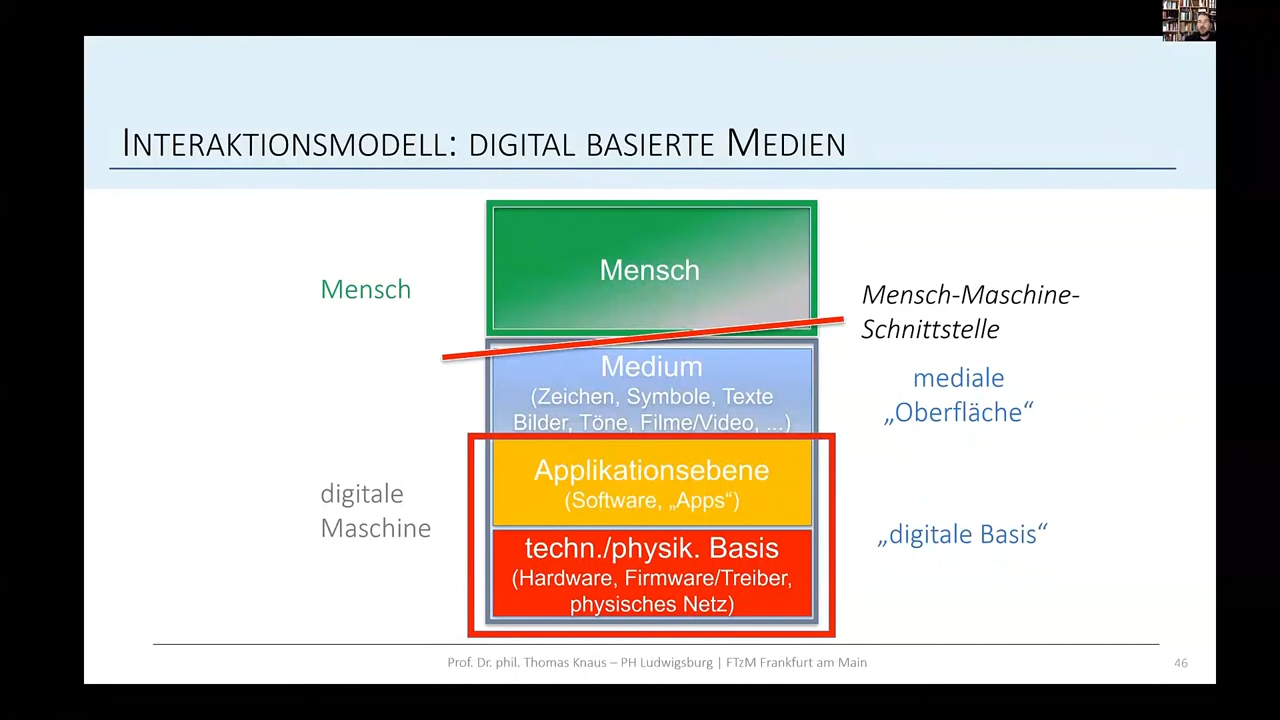 INTERAKTIONSMODELL: DIGITAL BASIERTE MEDIEN
Mensch
Mensch
Mensch-Maschine-
Schnittstelle
Medium
(Zeichen, Symbole, Texte
Bilder, Töne, Filme/Video, ...)
mediale
„Oberfläche“
digitale
Maschine
Applikationsebene
(Software, „Apps“)
techn./physik. Basis
(Hardware, Firmware/Treiber,
physisches Netz)
„digitale Basis“
Prof. Dr. phil. Thomas Knaus – PH Ludwigsburg | FTzM Frankfurt am Main
46